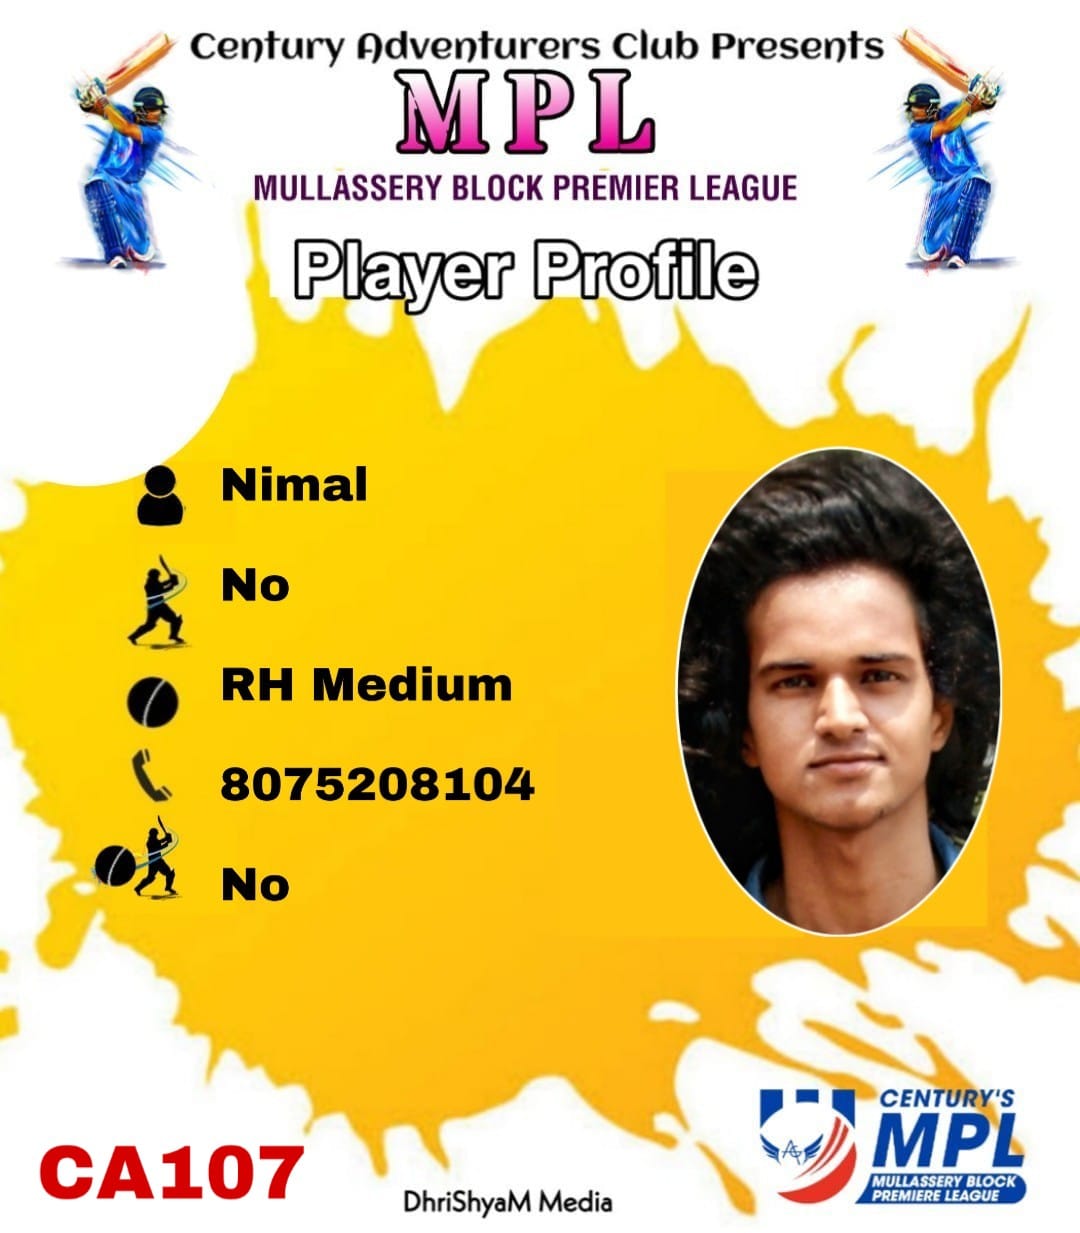 Century Adventurers Club Presents
MPL
MULLASSERY BLOCK PREMIER LEAGUE
Player Profile
Nimal
No
RH Medium
8075208104
No
CA107
DhriShyaM Media
CENTURY'S
MPL
MULLASSERY BLOCK
PREMIERE LEAGUE